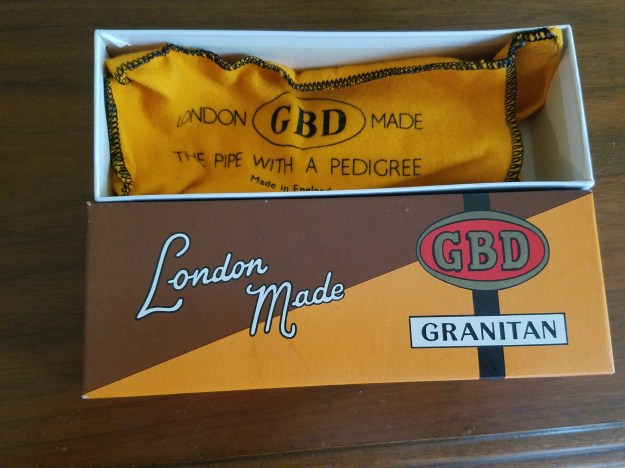 LONDON GBD MADE
THE PIPE WITH A PEDIGREE
Made in England
London
Made
GBD
GRANITAN